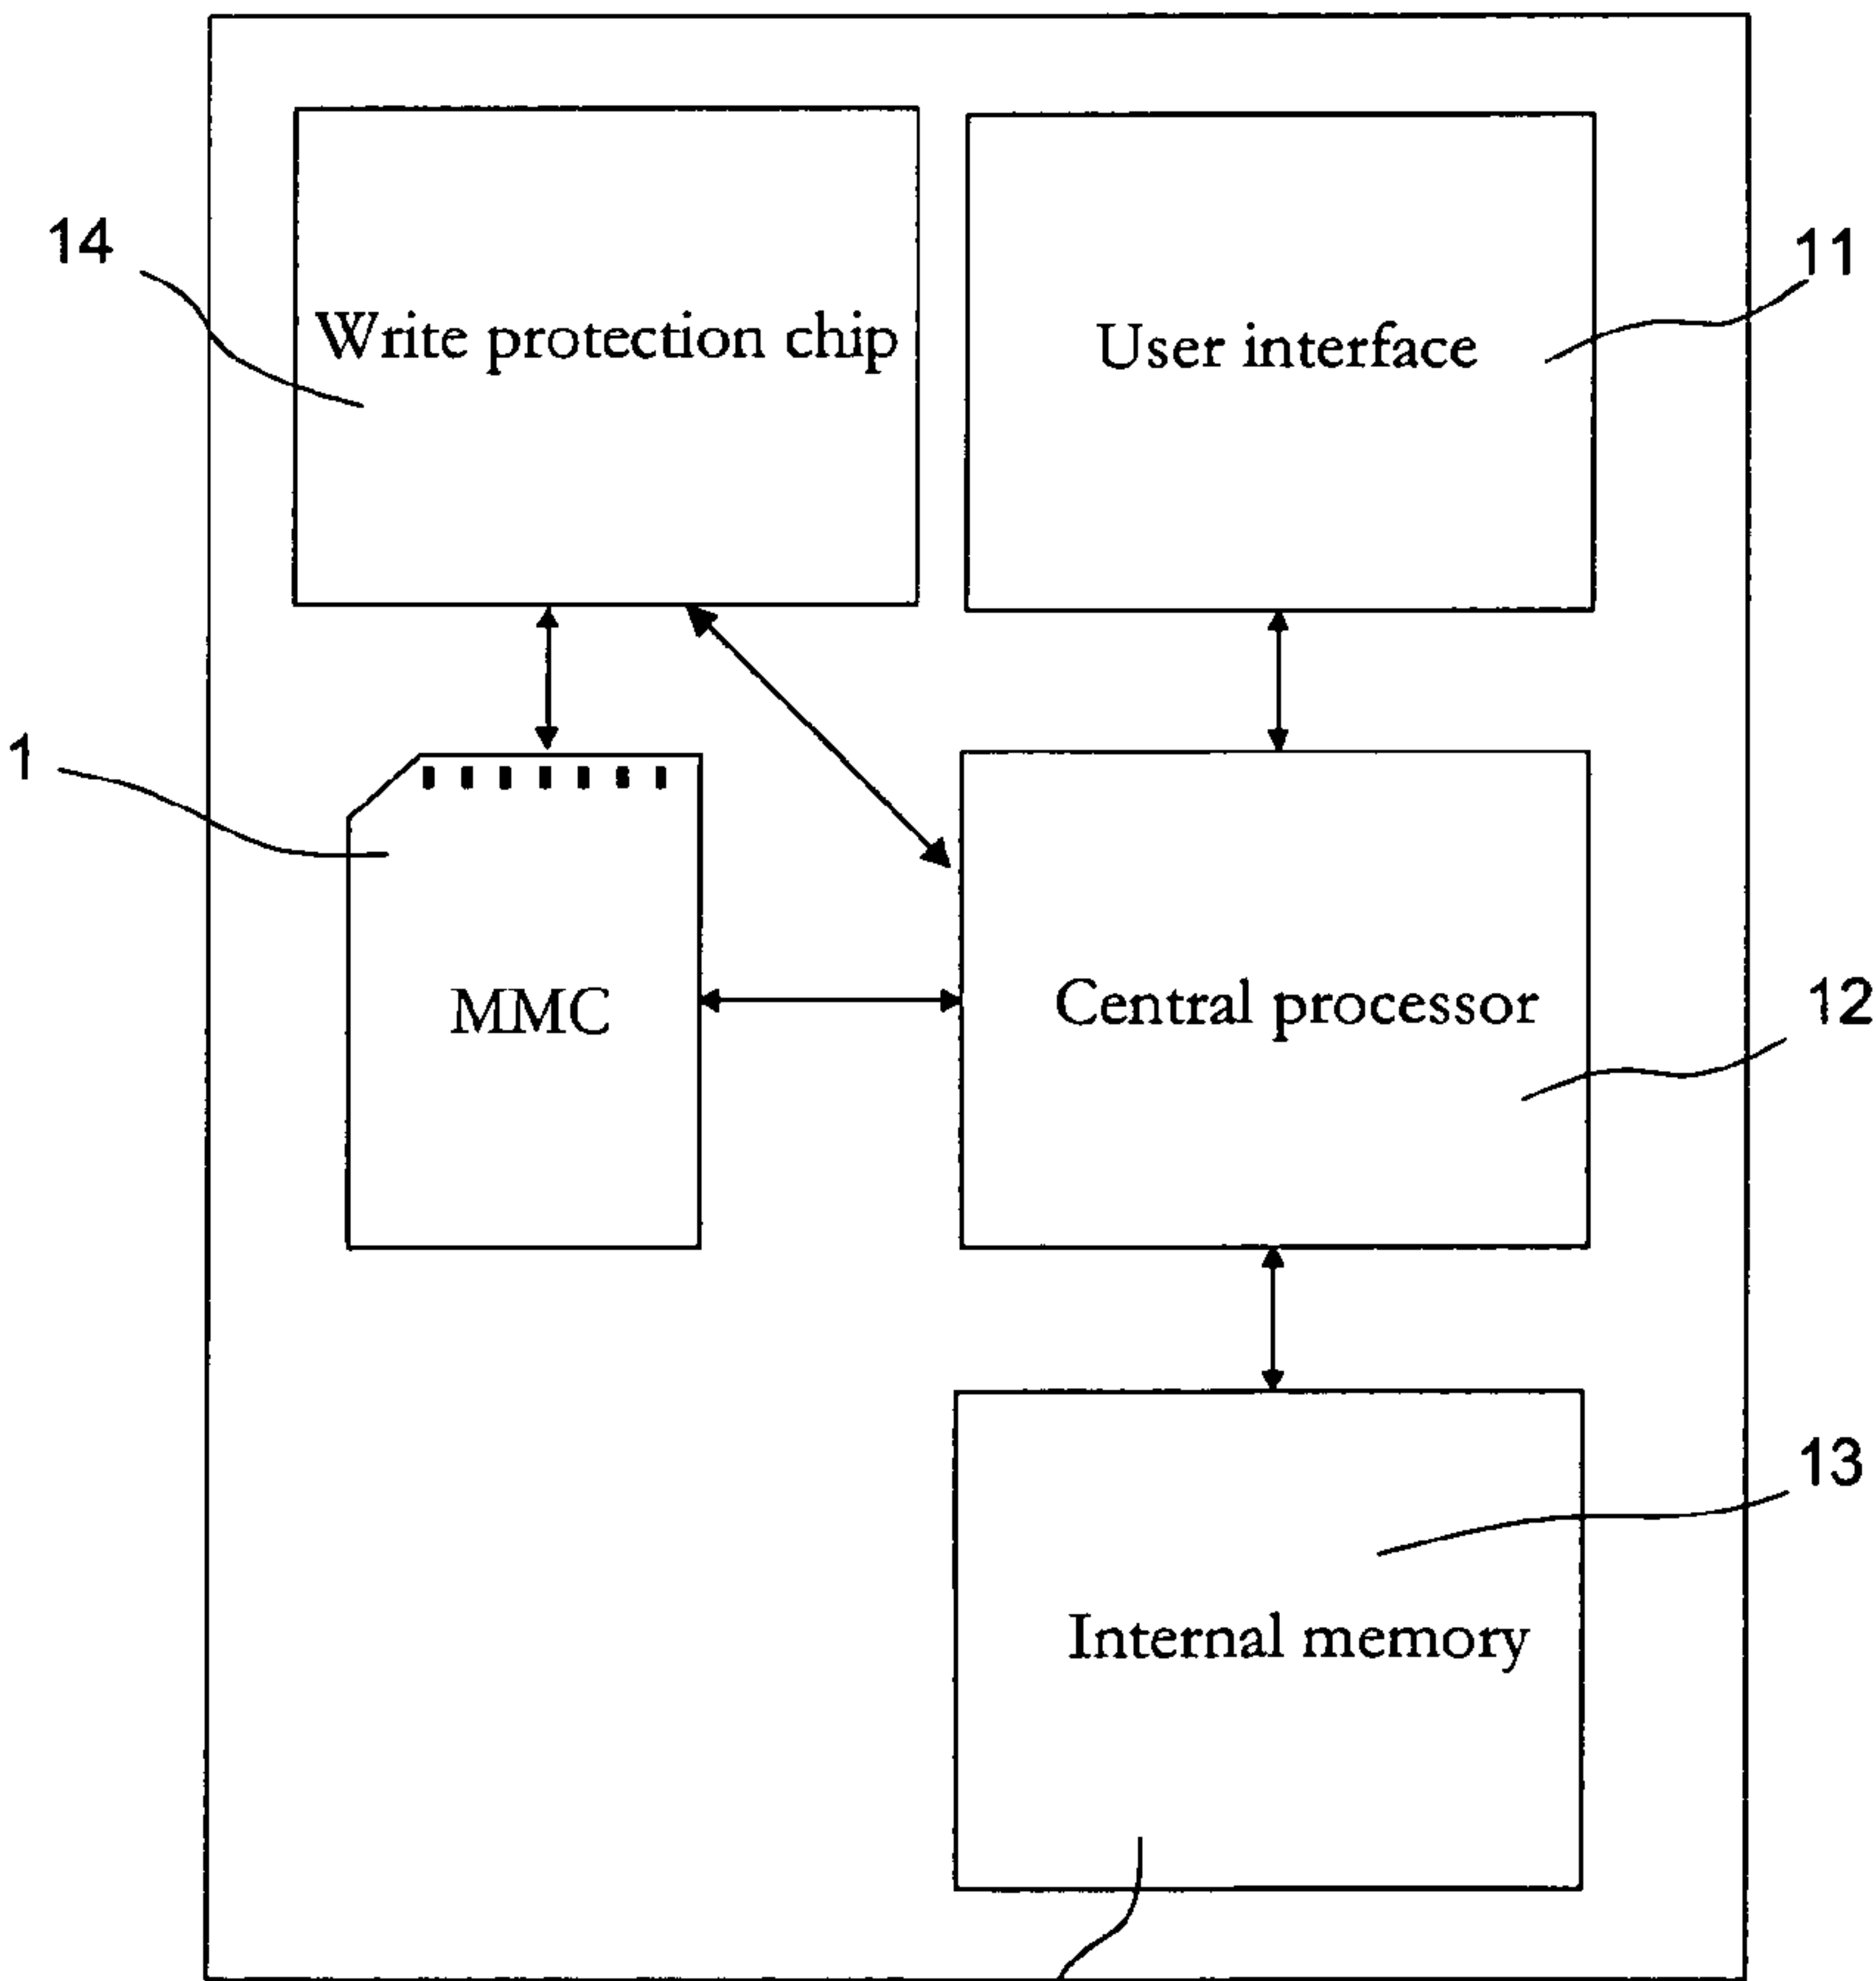 14
Write protection chip
User interface
11
1
MMC
Central processor
12
13
Internal memory